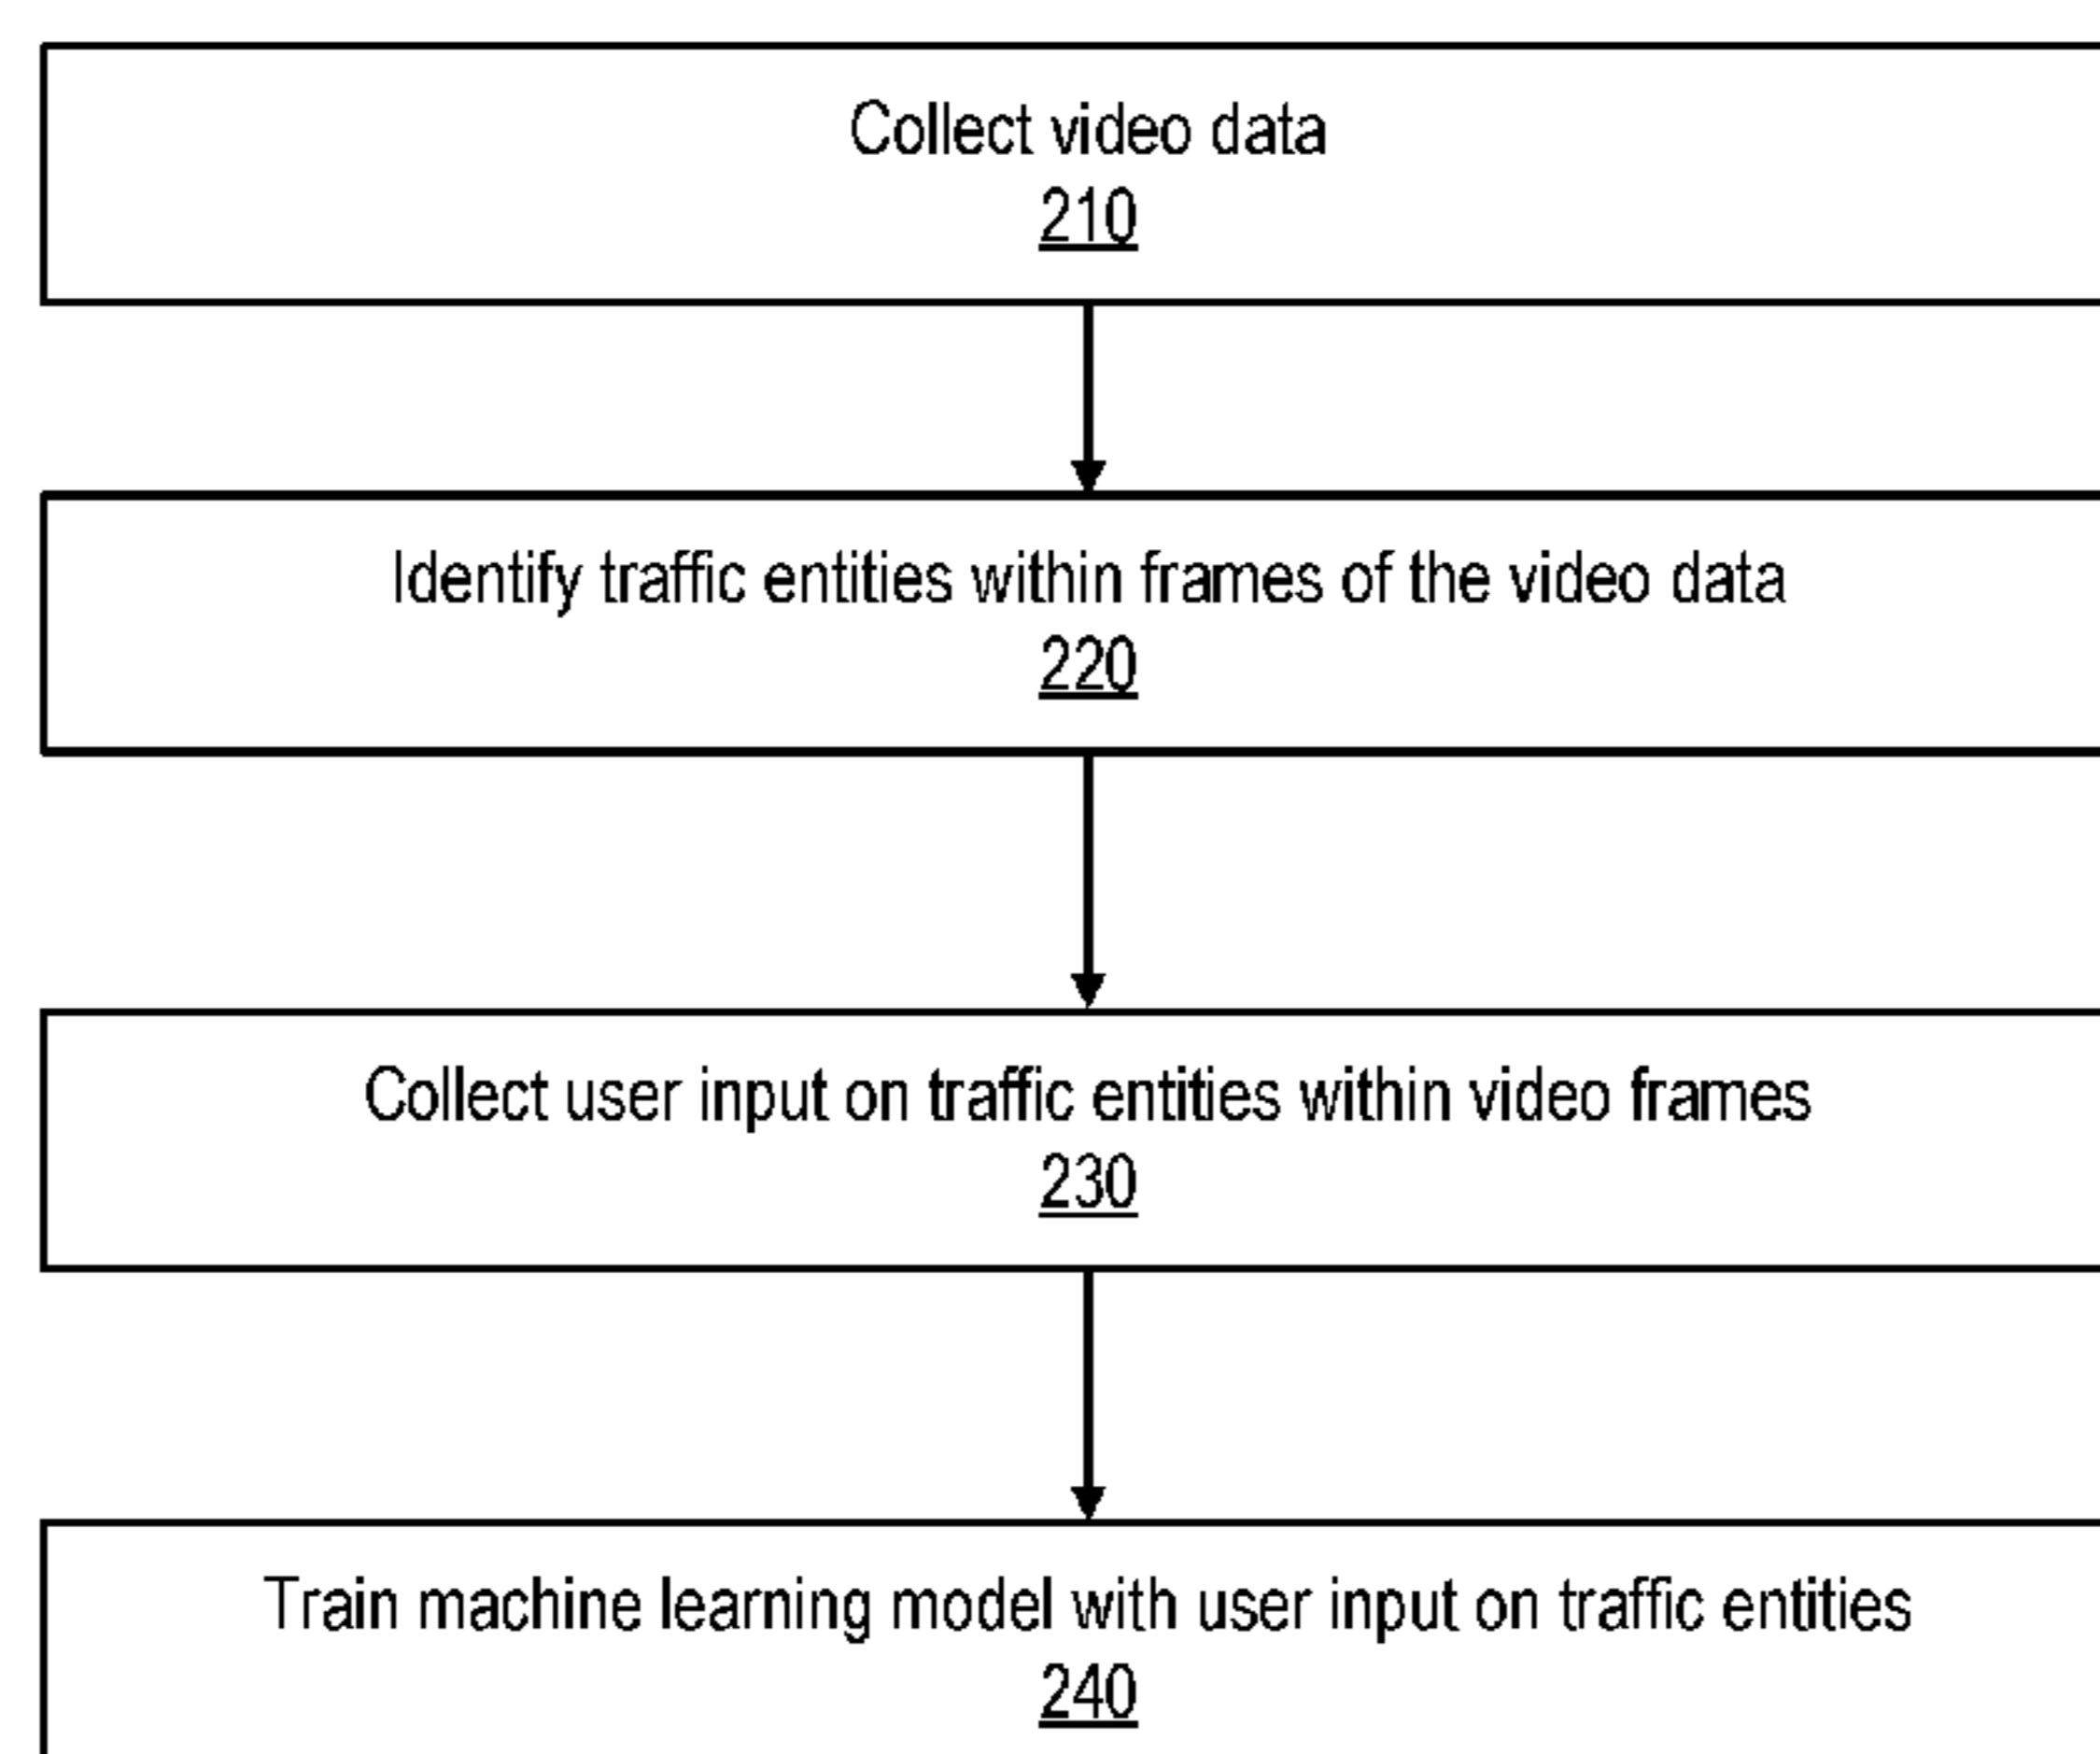 Collect video data
210
Identify traffic entities within frames of the video data
220
Collect user input on traffic entities within video frames
230
Train machine learning model with user input on traffic entities
240